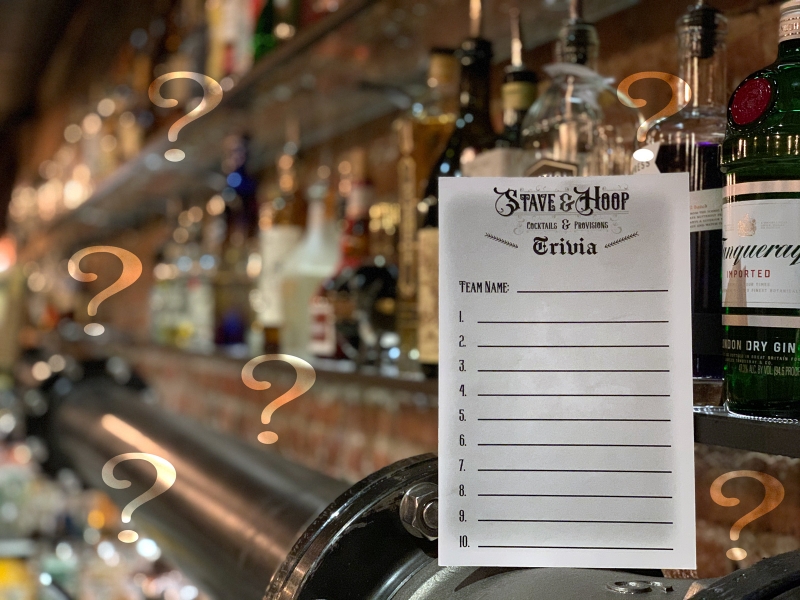 Stave & Hoop
Cocktails & Provisions
Trivia
Team Name:
1.
2.
3.
4.
5.
6.
7.
8.
9.
10.
Tanqueray
IMPORTED
LONDON DRY GIN
?
?
?
?
?
?